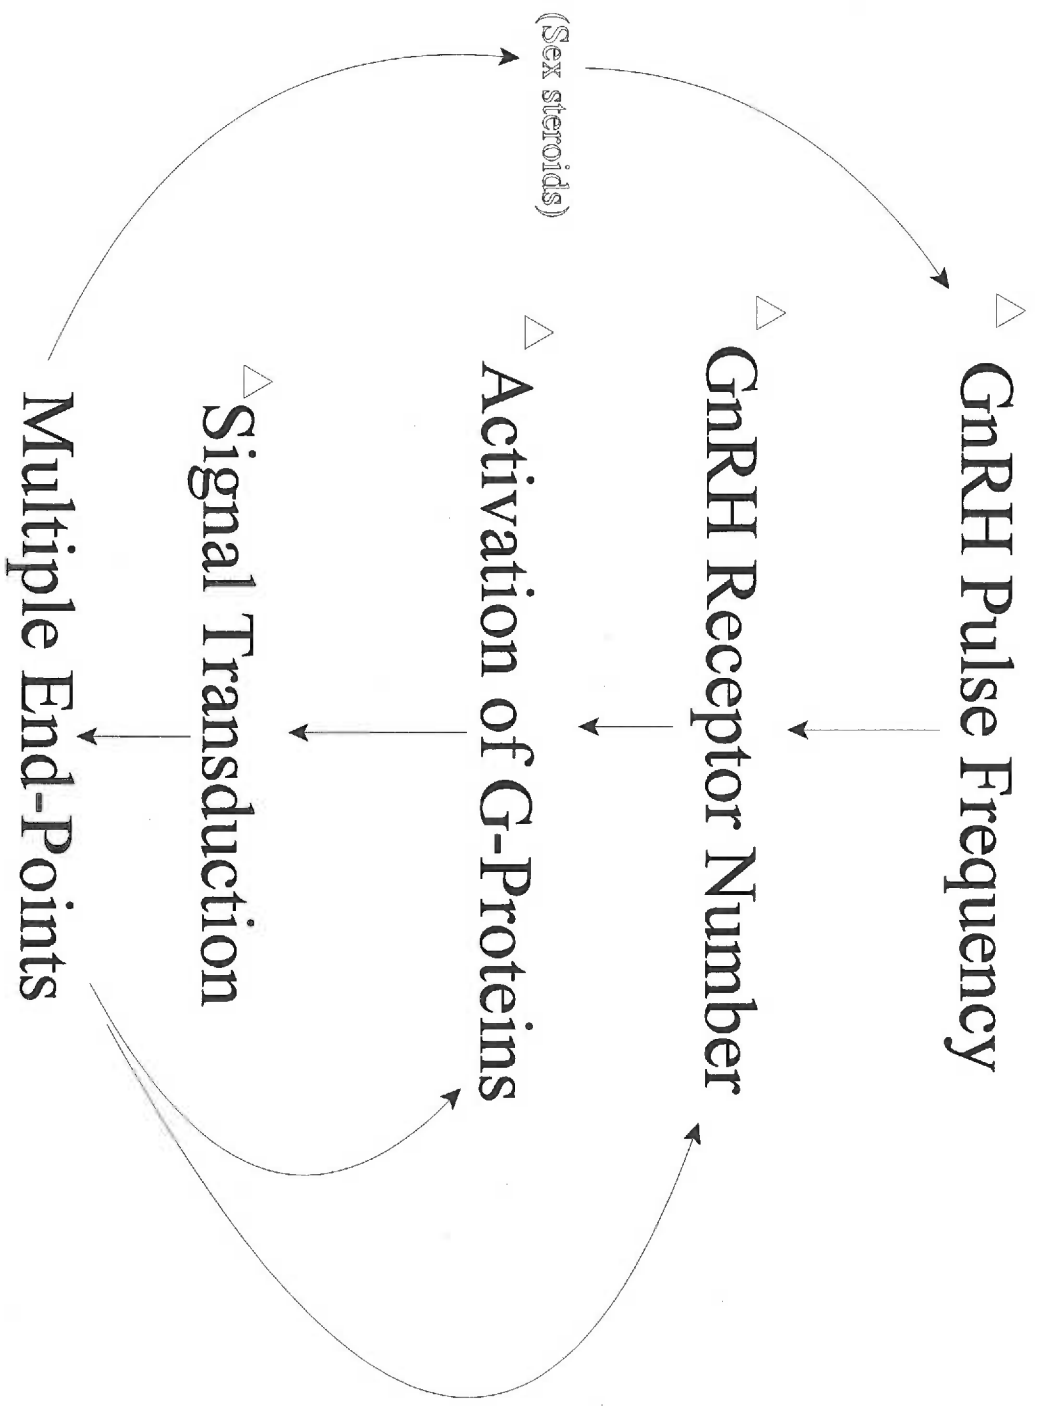 △ GnRH Pulse Frequency
△ GnRH Receptor Number
(Sex steroids)
△ Activation of G-Proteins
△ Signal Transduction
Multiple End-Points